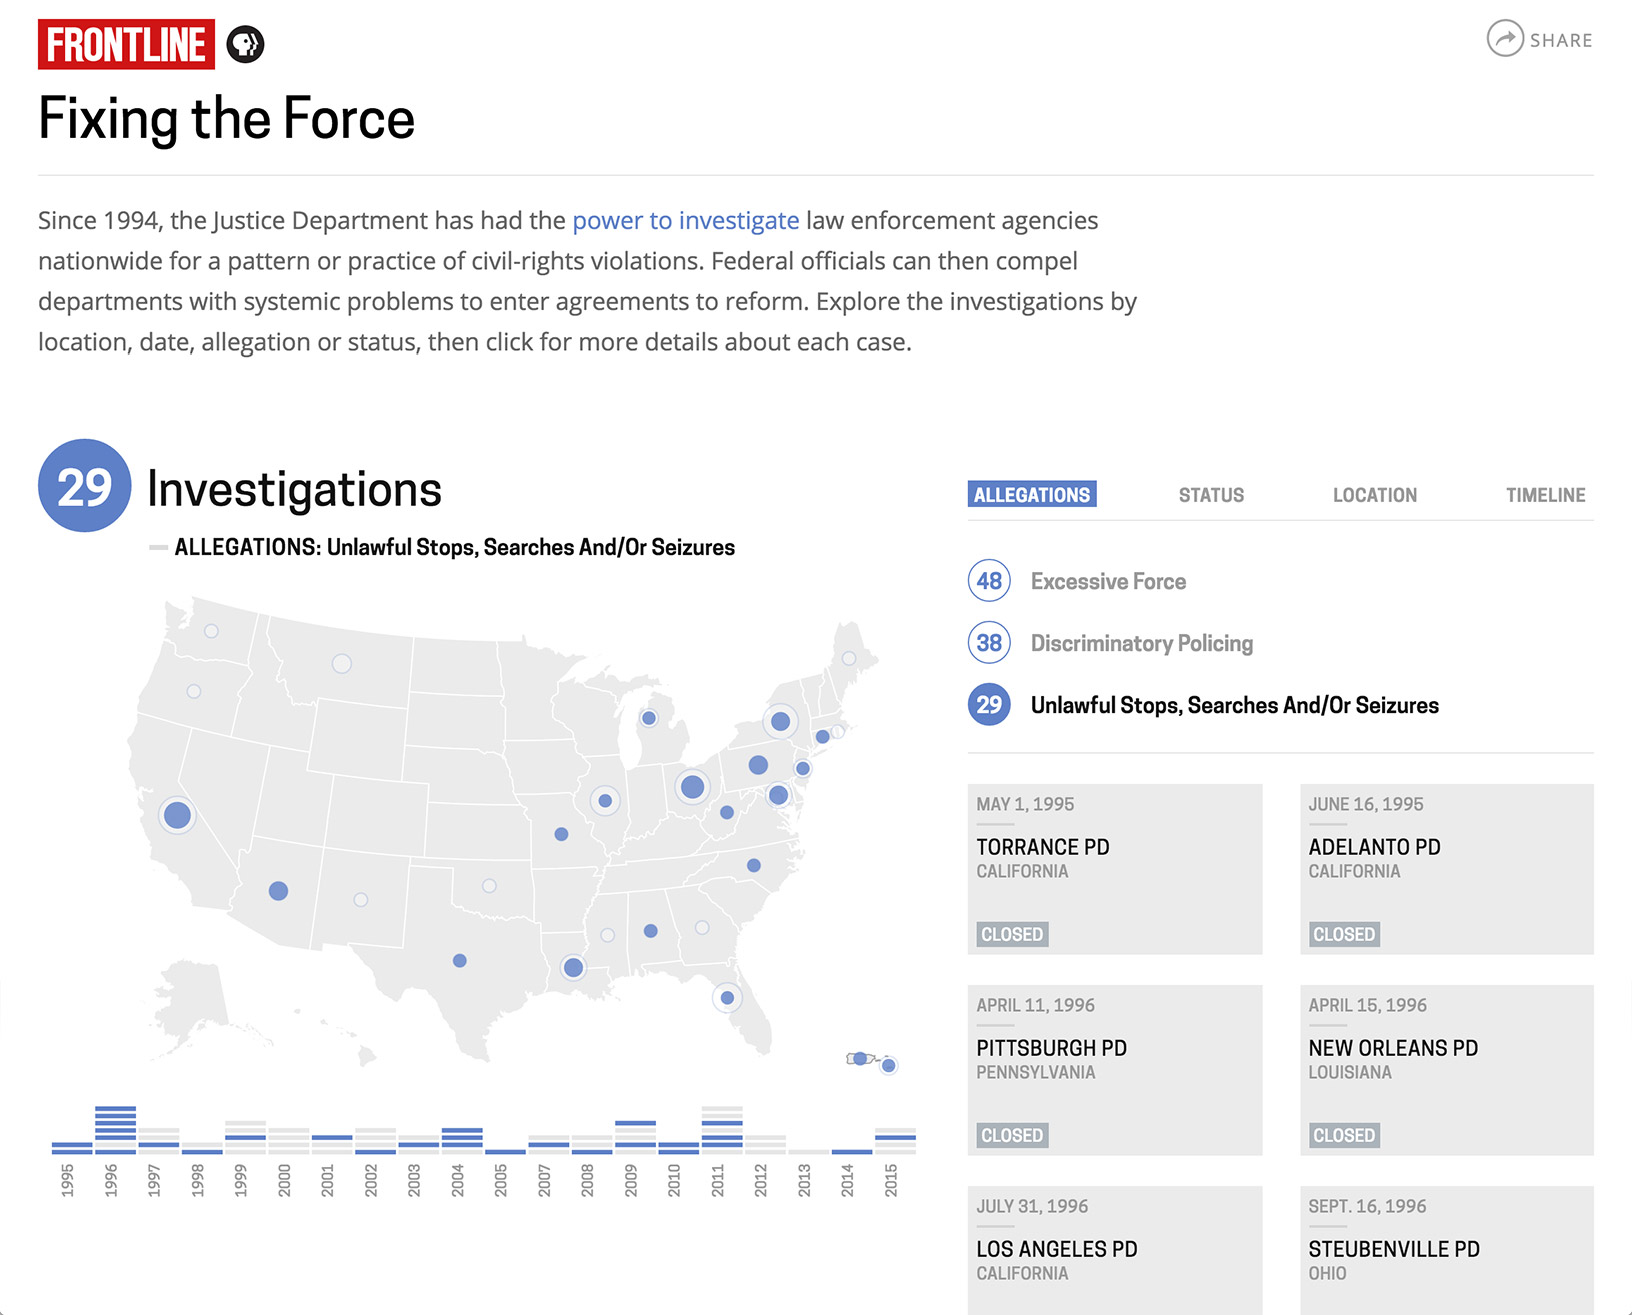 FRONTLINE
SHARE
Fixing the Force
Since 1994, the Justice Department has had the power to investigate law enforcement agencies
nationwide for a pattern or practice of civil-rights violations. Federal officials can then compel
departments with systemic problems to enter agreements to reform. Explore the investigations by
location, date, allegation or status, then click for more details about each case.
29 Investigations
ALLEGATIONS: Unlawful Stops, Searches And/Or Seizures
1995 1996 1997 1998 1999 2000 2001 2002 2003 2004 2005 2007 2008 2009 2010 2011 2012 2013 2014 2015
ALLEGATIONS STATUS LOCATION TIMELINE
48 Excessive Force
38 Discriminatory Policing
29 Unlawful Stops, Searches And/Or Seizures
MAY 1, 1995
TORRANCE PD
CALIFORNIA
CLOSED
JUNE 16, 1995
ADELANTO PD
CALIFORNIA
CLOSED
APRIL 11, 1996
PITTSBURGH PD
PENNSYLVANIA
CLOSED
APRIL 15, 1996
NEW ORLEANS PD
LOUISIANA
CLOSED
JULY 31, 1996
LOS ANGELES PD
CALIFORNIA
SEPT. 16, 1996
STEUBENVILLE PD
OHIO